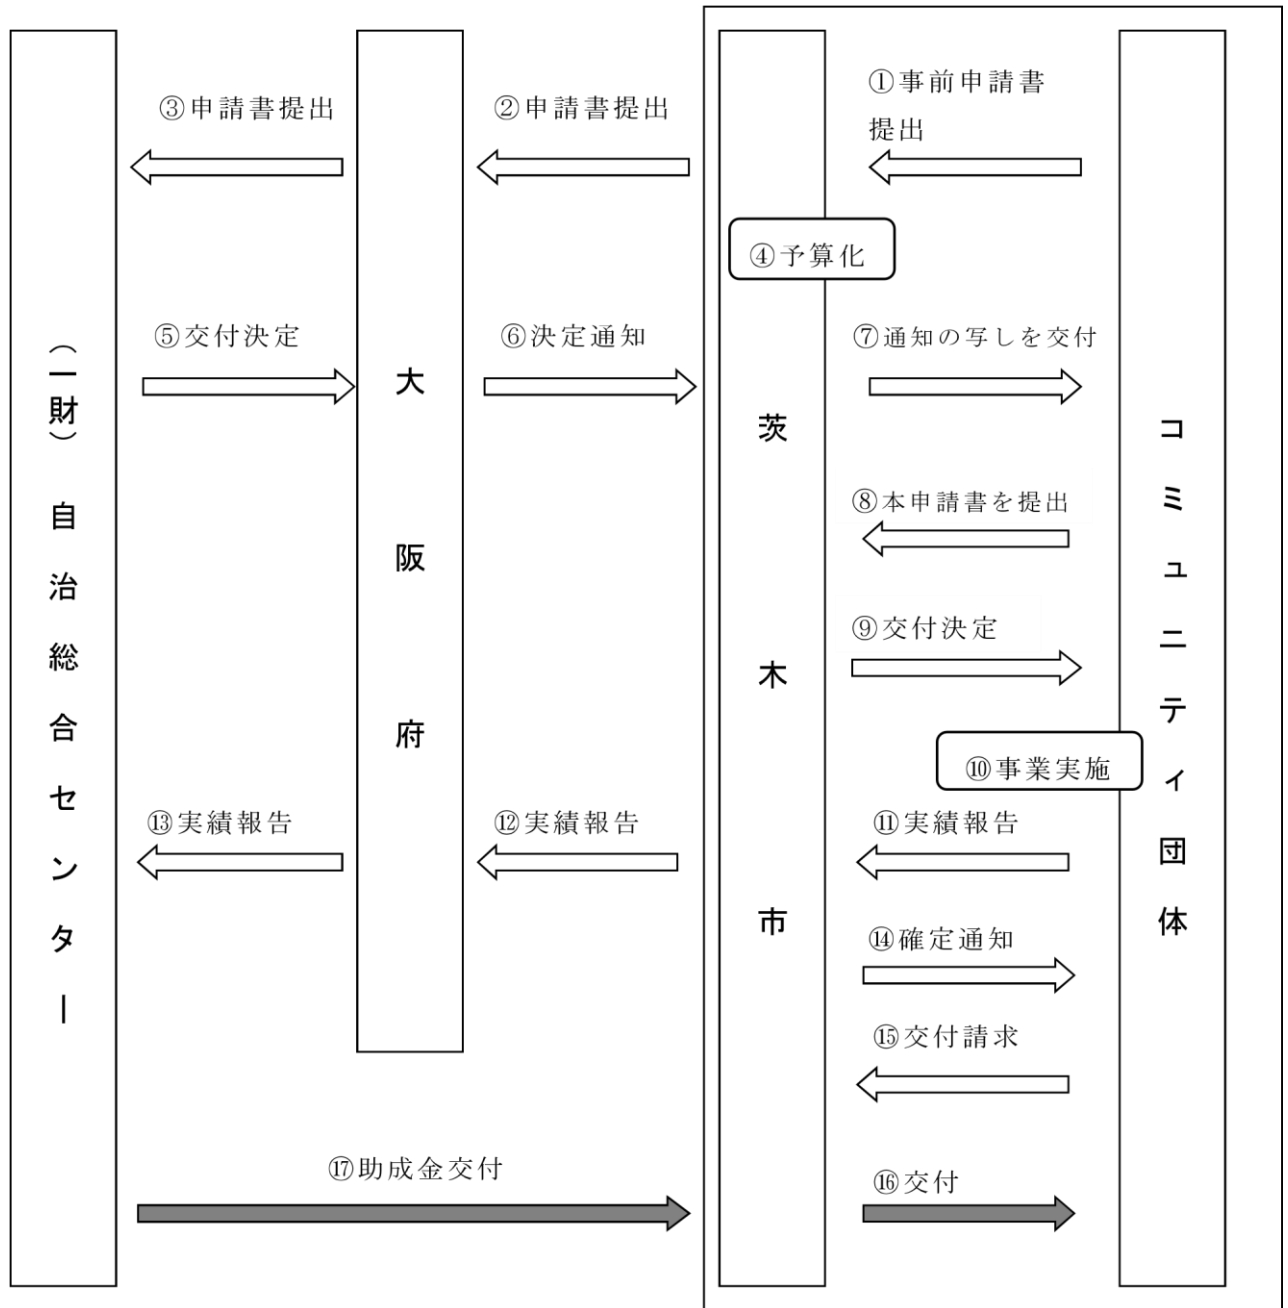 ①事前申請書
提出
②申請書提出
③申請書提出
④予算化
⑤交付決定
⑥決定通知
⑦通知の写しを交付
⑧本申請書を提出
⑨交付決定
⑩事業実施
⑪実績報告
⑫実績報告
⑬実績報告
⑭確定通知
⑮交付請求
⑯交付
⑰助成金交付
（一財）自治総合センター
大阪府
茨木市
コミュニティ団体